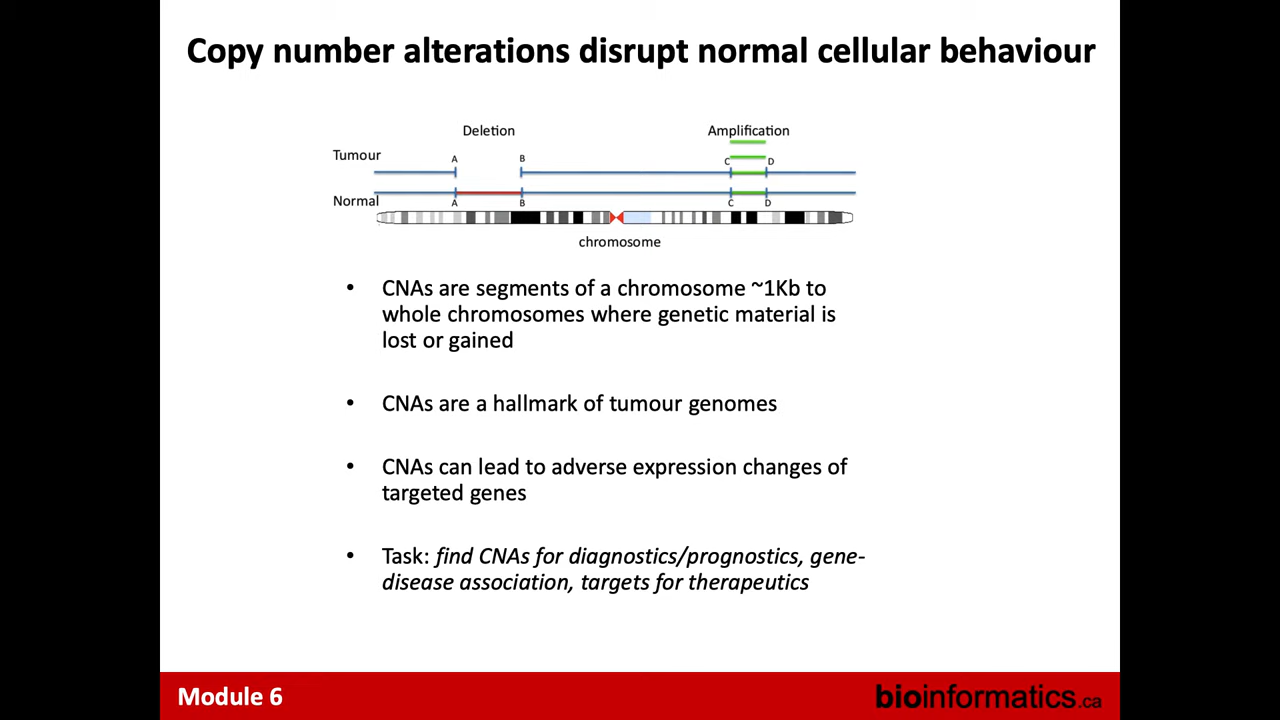 Copy number alterations disrupt normal cellular behaviour
Deletion
Amplification
Tumour
A
B
C
D
Normal
A
B
C
D
chromosome
• CNAs are segments of a chromosome ~1Kb to
whole chromosomes where genetic material is
lost or gained
• CNAs are a hallmark of tumour genomes
• CNAs can lead to adverse expression changes of
targeted genes
• Task: find CNAs for diagnostics/prognostics, gene-
disease association, targets for therapeutics
Module 6
bioinformatics.ca